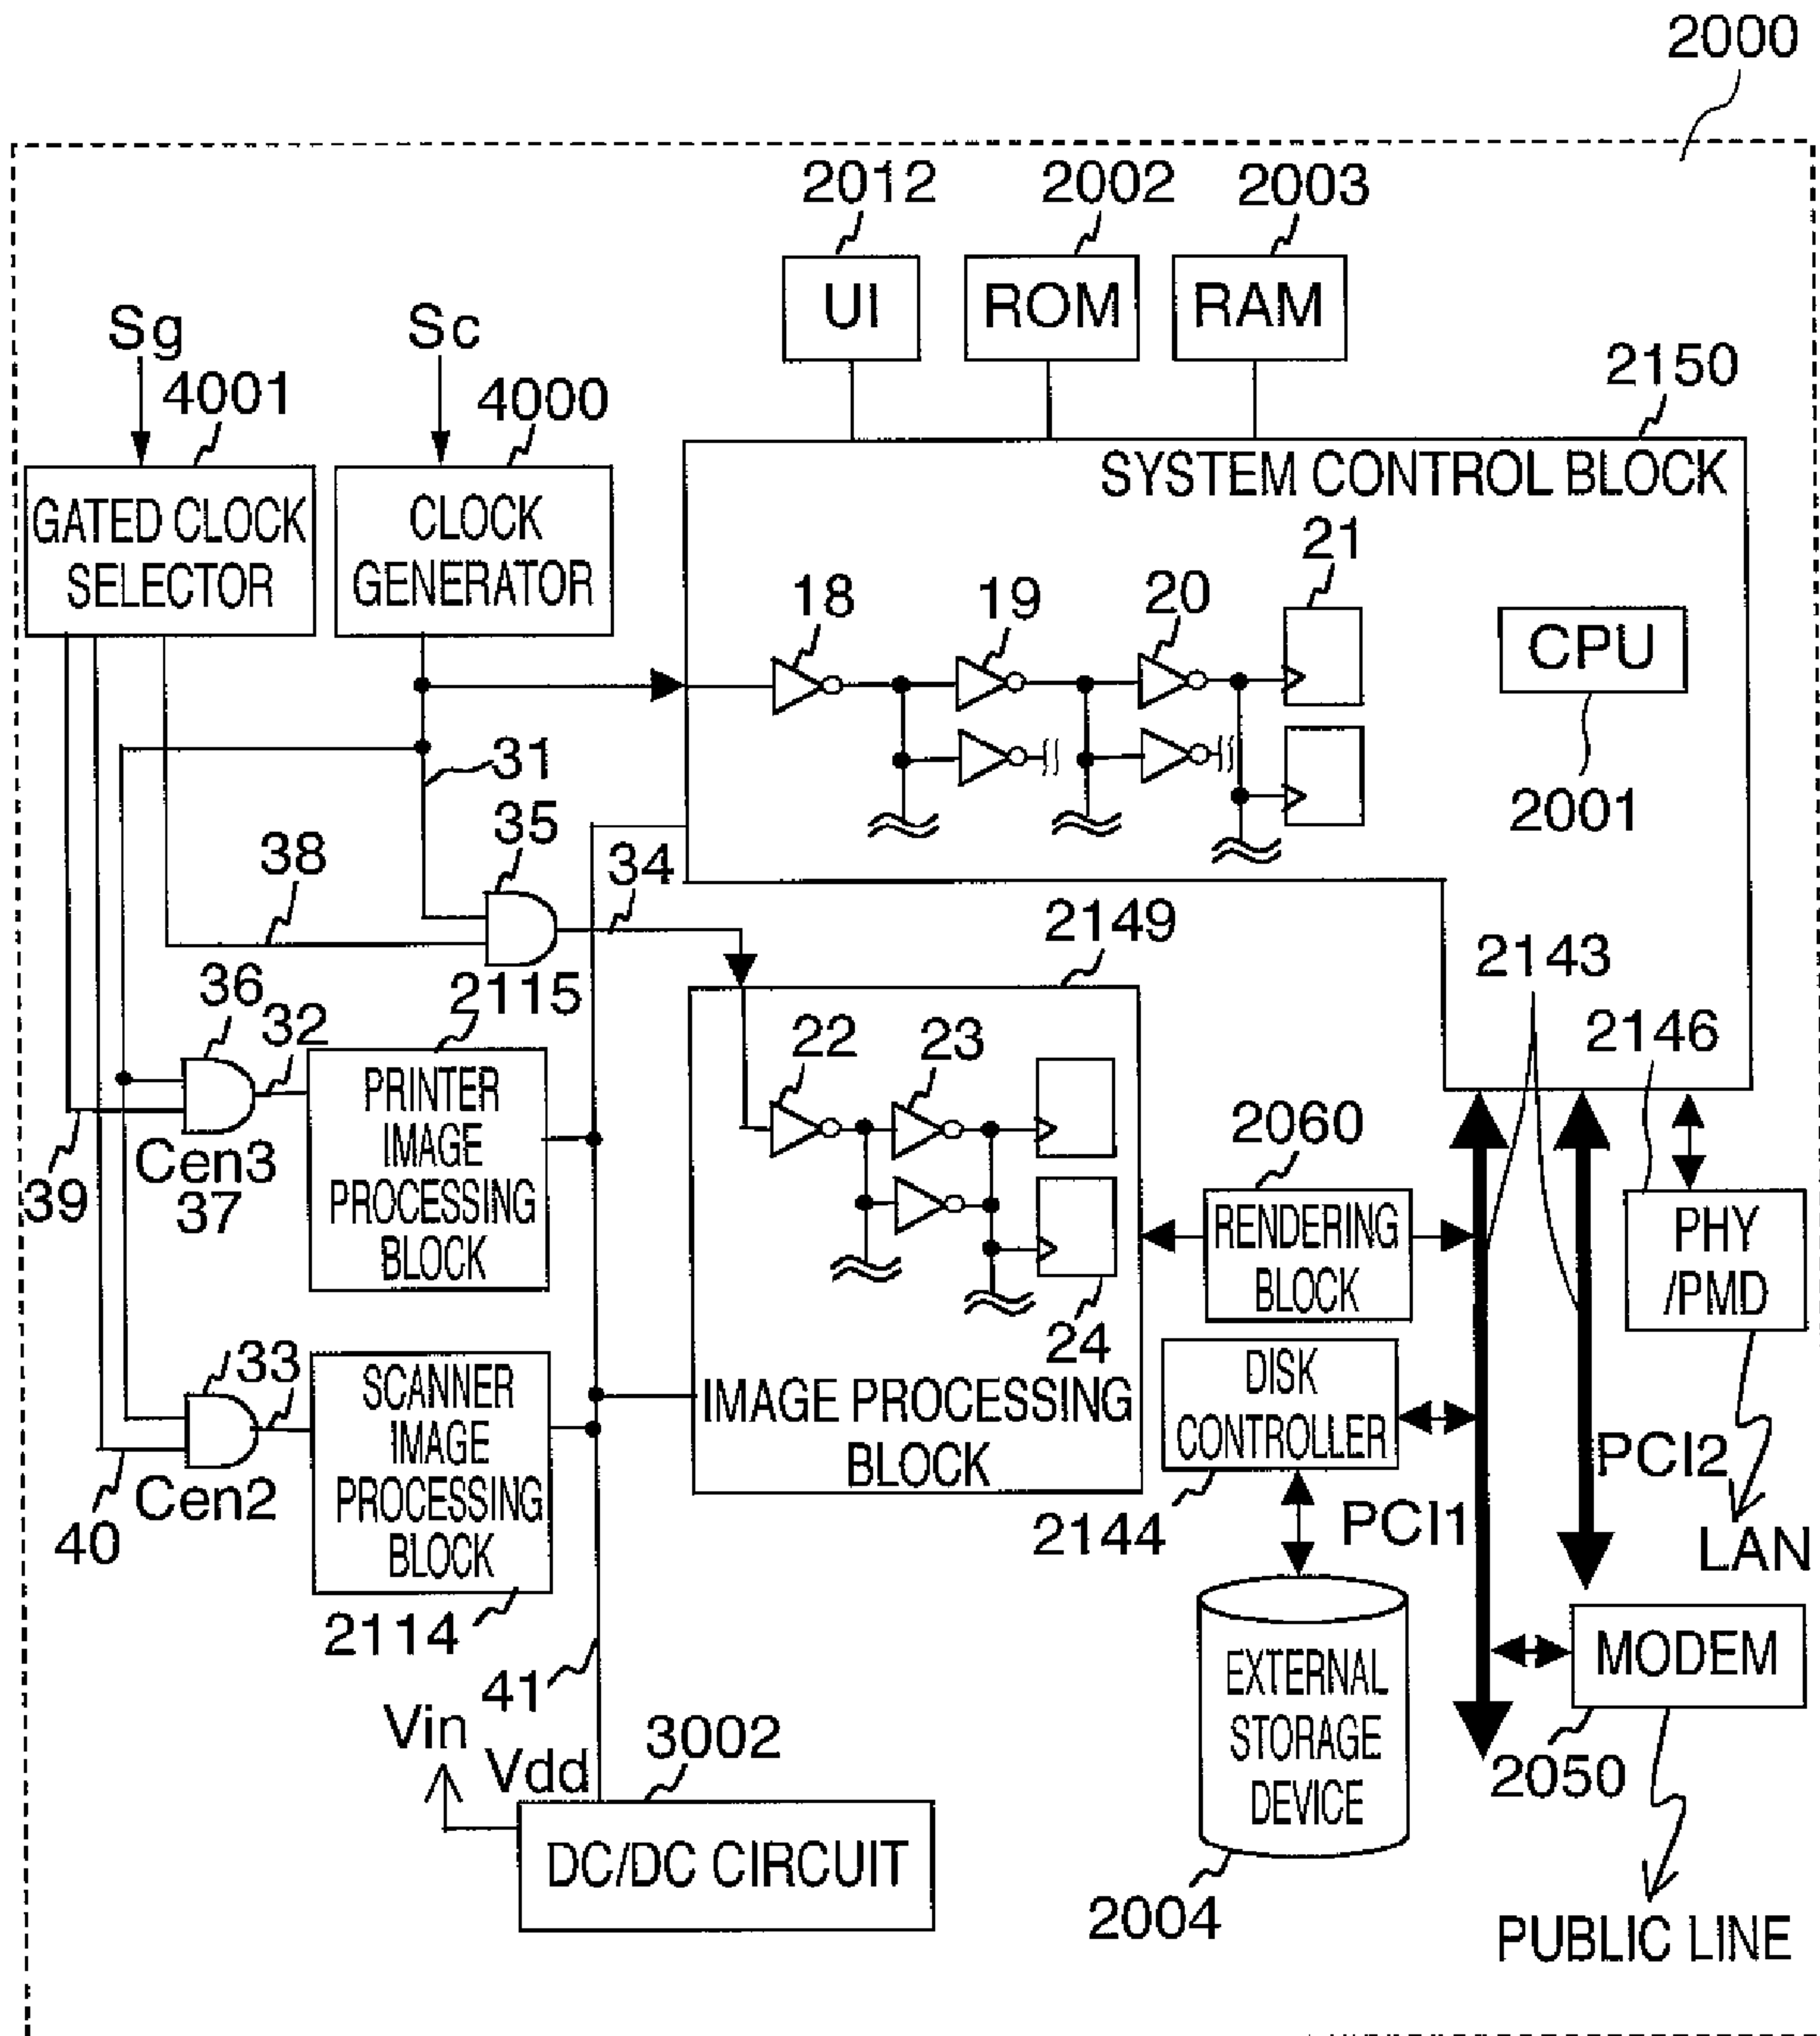 2000
2012
2002
2003
UI
ROM
RAM
Sg
Sc
4001
4000
2150
GATED CLOCK
SELECTOR
CLOCK
GENERATOR
SYSTEM CONTROL BLOCK
18
19
20
21
CPU
2001
31
35
38
34
2149
2143
36
32
2115
2146
39
Cen3
37
PRINTER
IMAGE
PROCESSING
BLOCK
22
23
24
2060
RENDERING
BLOCK
PHY
/PMD
33
40
Cen2
SCANNER
IMAGE
PROCESSING
BLOCK
2114
IMAGE PROCESSING
BLOCK
DISK
CONTROLLER
2144
PCI1
PCI2
LAN
41
Vin
Vdd
3002
DC/DC CIRCUIT
EXTERNAL
STORAGE
DEVICE
2004
MODEM
2050
PUBLIC LINE